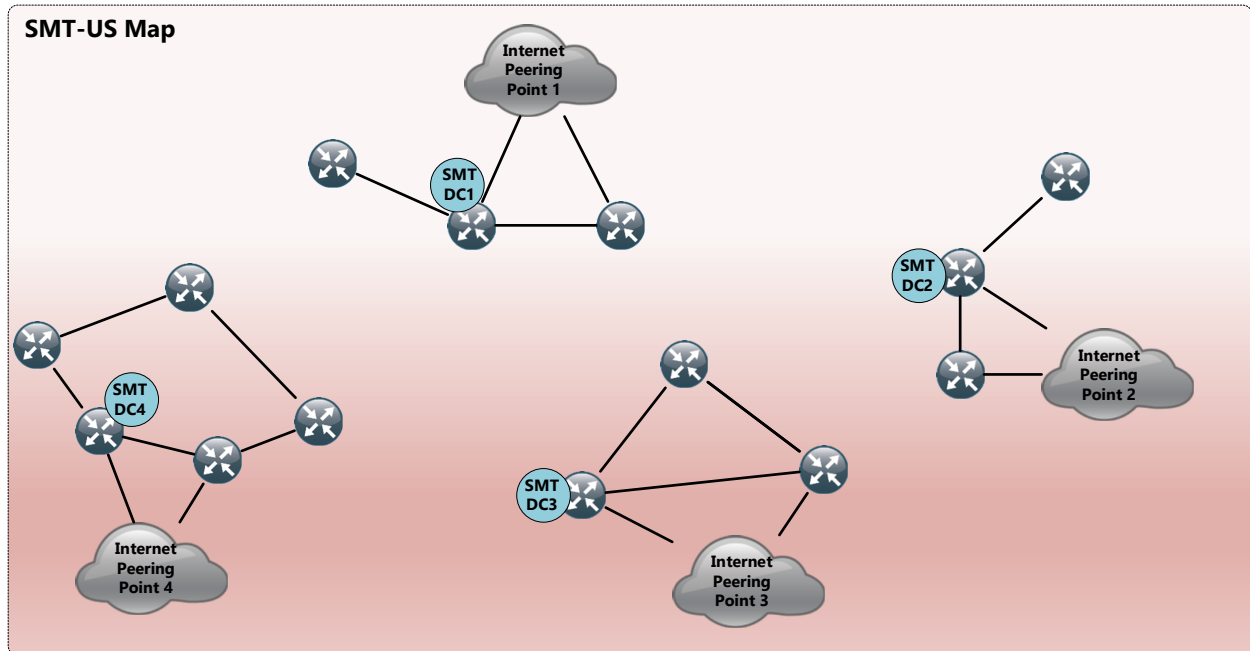 SMT-US Map
Internet
Peering
Point 1
SMT
DC1
SMT
DC2
Internet
Peering
Point 2
SMT
DC4
SMT
DC3
Internet
Peering
Point 4
Internet
Peering
Point 3